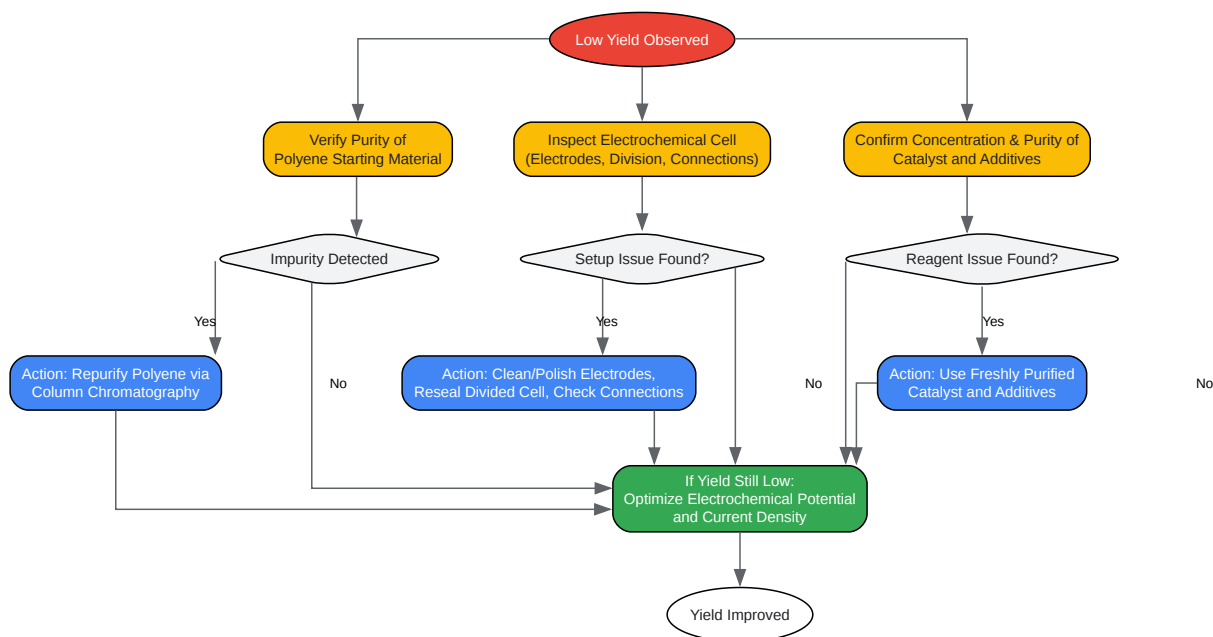 Low Yield Observed
Verify Purity of
Polyene Starting Material
Inspect Electrochemical Cell
(Electrodes, Division, Connections)
Confirm Concentration & Purity of
Catalyst and Additives
Impurity Detected
Setup Issue Found?
Reagent Issue Found?
Yes
Yes
Yes
Action: Repurify Polyene via
Column Chromatography
No
Action: Clean/Polish Electrodes,
Reseal Divided Cell, Check Connections
No
Action: Use Freshly Purified
Catalyst and Additives
No
If Yield Still Low:
Optimize Electrochemical Potential
and Current Density
Yield Improved